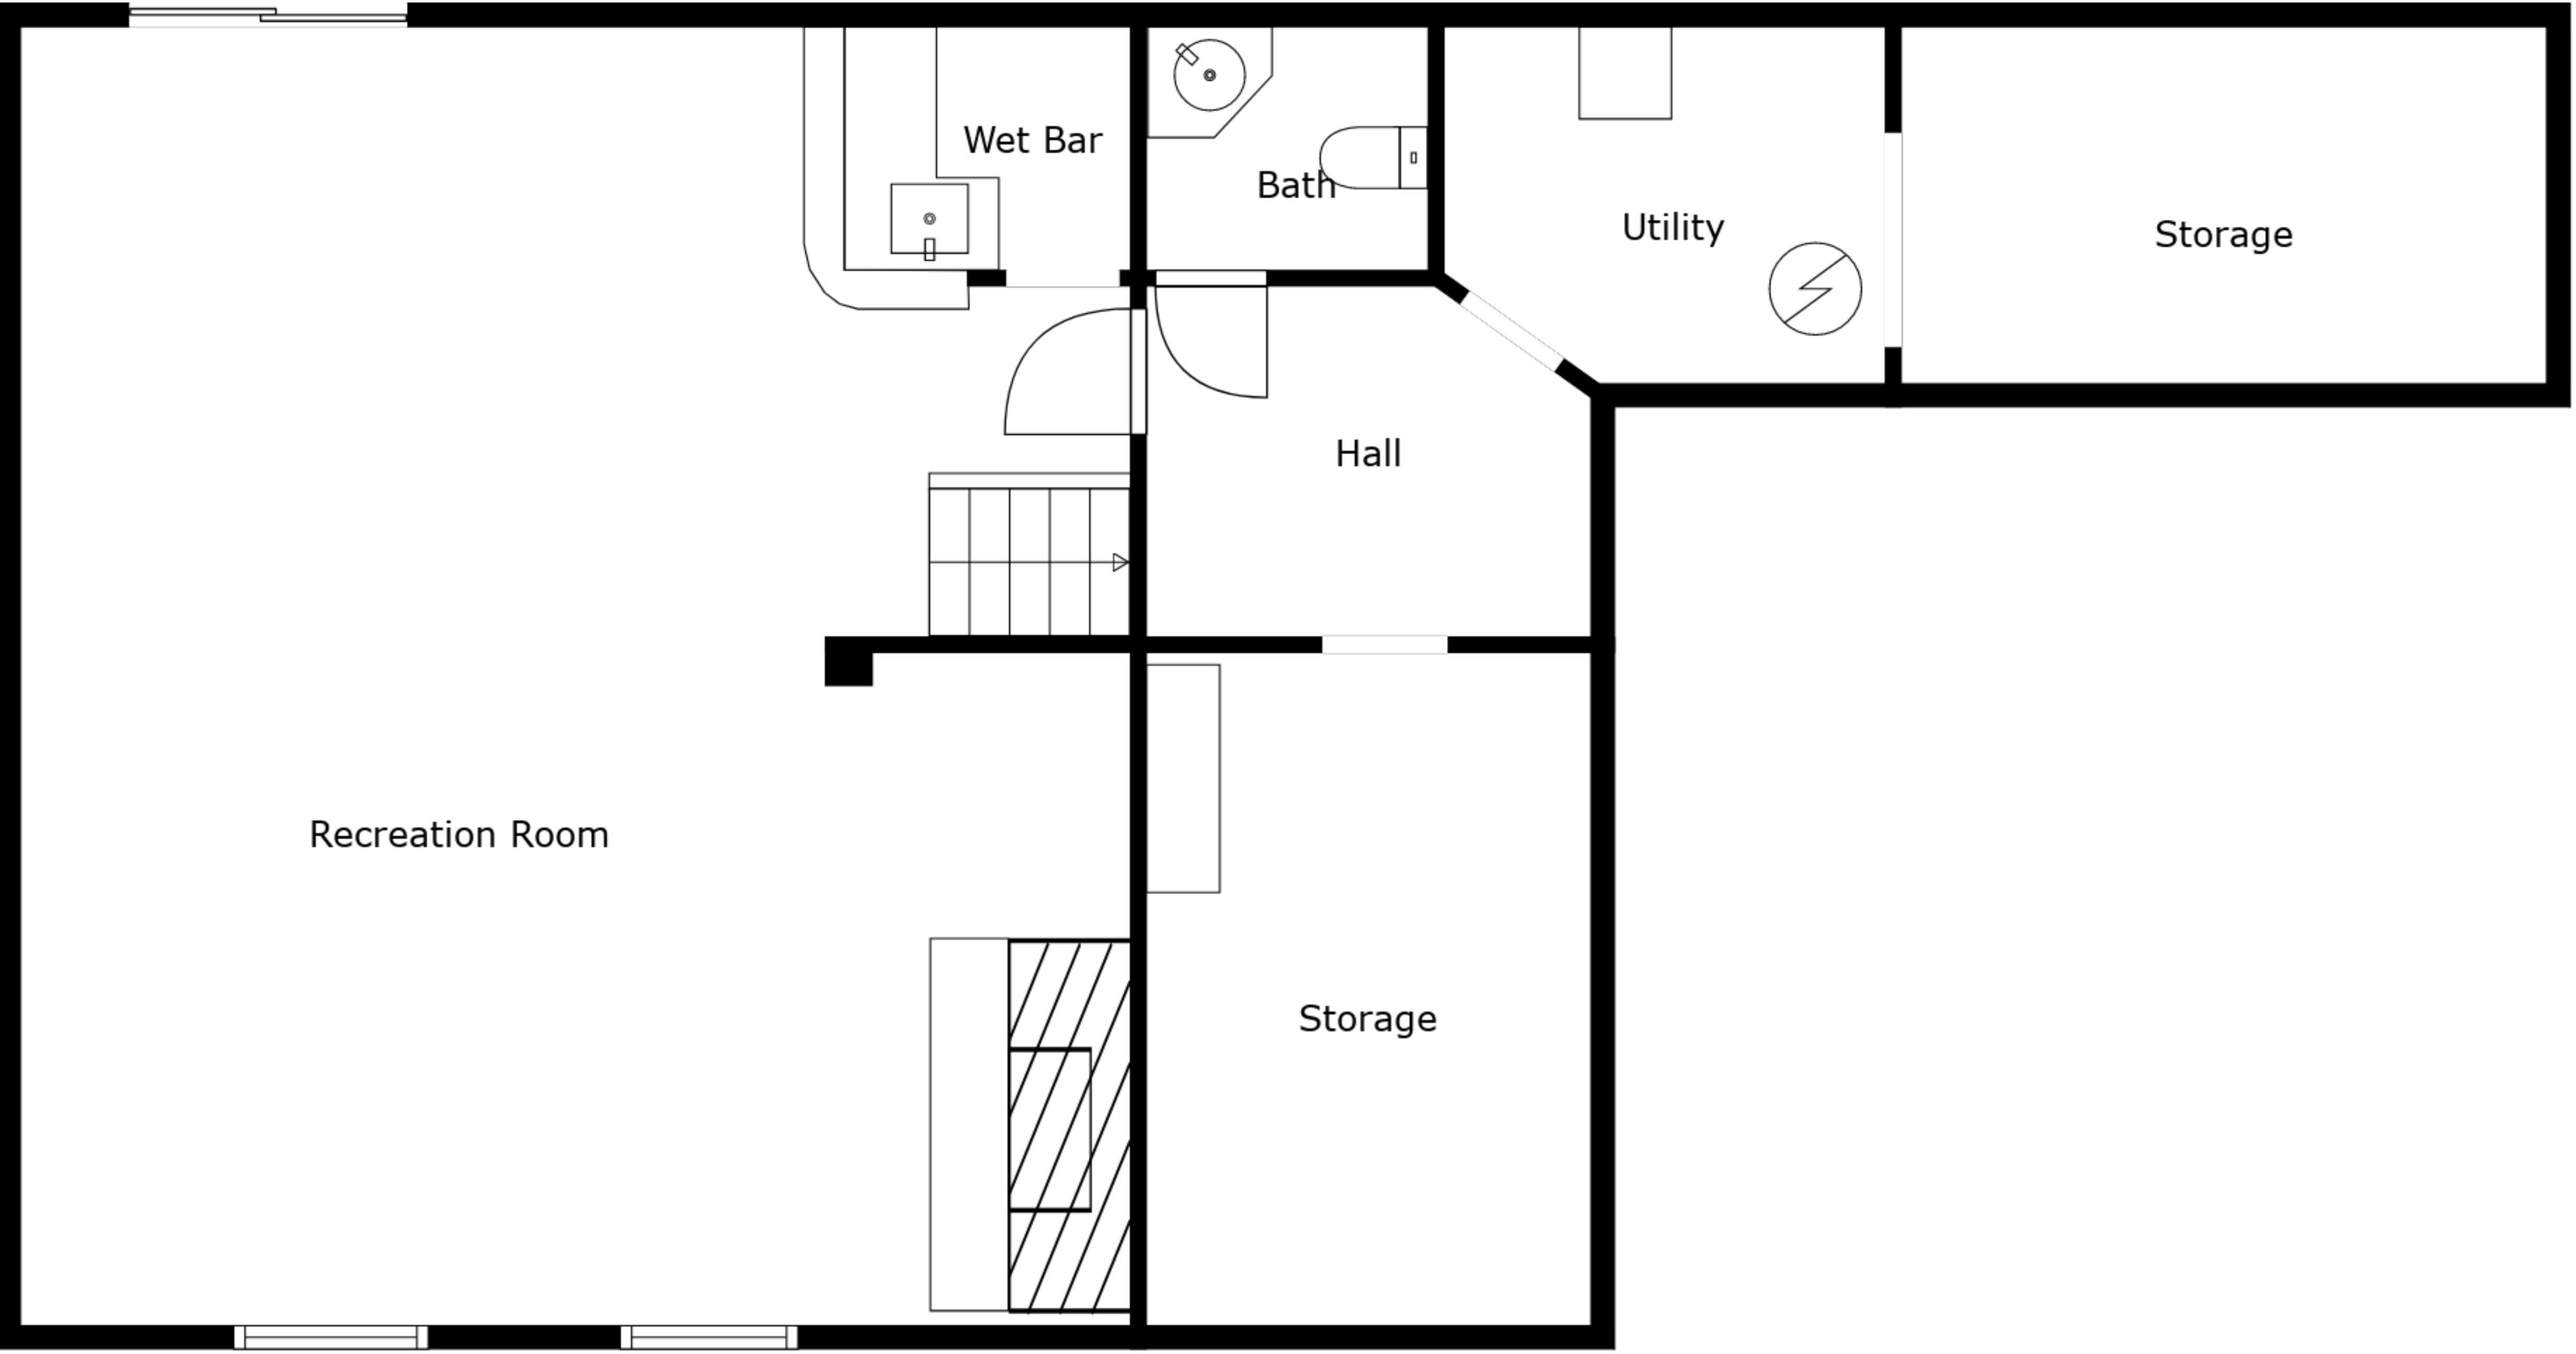 Wet Bar
Bath
Utility
Storage
Hall
Recreation Room
Storage